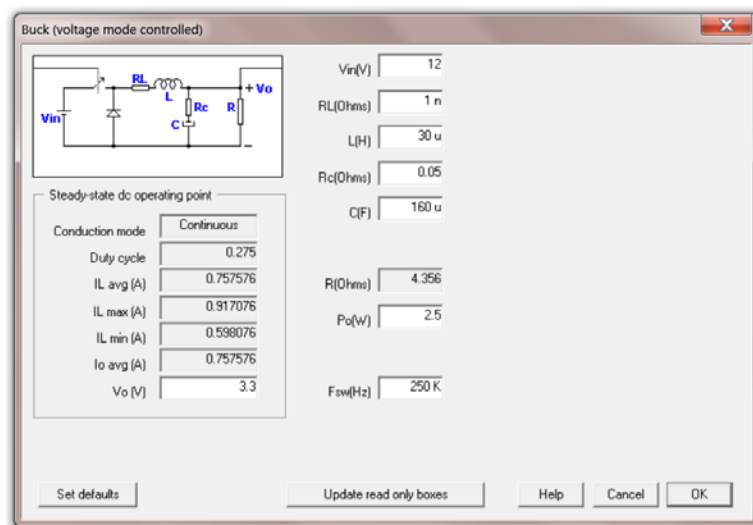 Buck (voltage mode controlled)
RL
L
+ Vo
Rc
R
C
Vin
−
Steady-state dc operating point
Conduction mode Continuous
Duty cycle 0.275
IL avg (A) 0.757576
IL max (A) 0.917076
IL min (A) 0.598076
Io avg (A) 0.757576
Vo (V) 3.3
Vin(V) 12
RL(Ohms) 1 n
L(H) 30 u
Rc(Ohms) 0.05
C(F) 160 u
R(Ohms) 4.356
Po(W) 2.5
Fsw(Hz) 250 K
Set defaults
Update read only boxes
Help
Cancel
OK